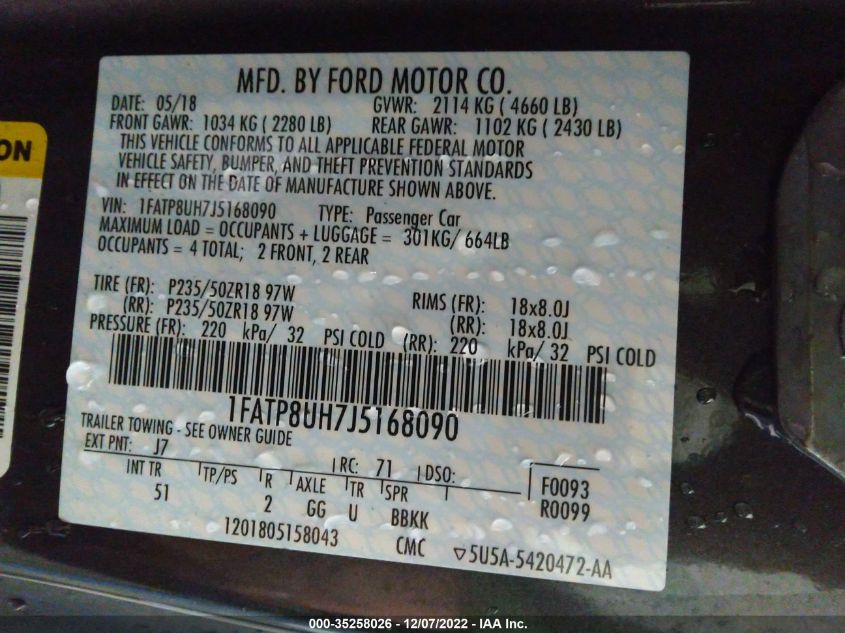 MFD. BY FORD MOTOR CO.
DATE: 05/18 GVWR: 2114 KG ( 4660 LB)
FRONT GAWR: 1034 KG ( 2280 LB) REAR GAWR: 1102 KG ( 2430 LB)
THIS VEHICLE CONFORMS TO ALL APPLICABLE FEDERAL MOTOR
VEHICLE SAFETY, BUMPER, AND THEFT PREVENTION STANDARDS
IN EFFECT ON THE DATE OF MANUFACTURE SHOWN ABOVE.
VIN: 1FATP8UH7J5168090 TYPE: Passenger Car
MAXIMUM LOAD = OCCUPANTS + LUGGAGE = 301KG/ 664LB
OCCUPANTS = 4 TOTAL; 2 FRONT, 2 REAR
TIRE (FR): P235/50ZR18 97W RIMS (FR): 18x8.0J
(RR): P235/50ZR18 97W (RR): 18x8.0J
PRESSURE (FR): 220 kPa/ 32 PSI COLD (RR): 220 kPa/ 32 PSI COLD
1FATP8UH7J5168090
TRAILER TOWING - SEE OWNER GUIDE
EXT PNT: J7 RC: 71 DSO:
INT TR TP/PS R AXLE TR SPR F0093
51 2 GG U BBKK R0099
1201805158043 CMC ▽5U5A-5420472-AA
ON
000-35258026 - 12/07/2022 - IAA Inc.